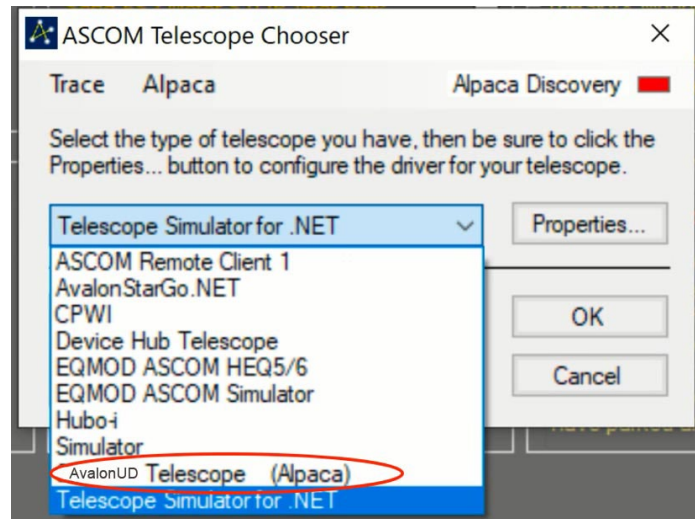 ASCOM Telescope Chooser
Trace Alpaca Alpaca Discovery
Select the type of telescope you have, then be sure to click the
Properties... button to configure the driver for your telescope.
Telescope Simulator for .NET Properties...
ASCOM Remote Client 1
AvalonStarGo.NET
CPWI
Device Hub Telescope
EQMOD ASCOM HEQ5/6
EQMOD ASCOM Simulator
Hubo-i
Simulator
AvalonUD Telescope (Alpaca)
Telescope Simulator for .NET
OK
Cancel